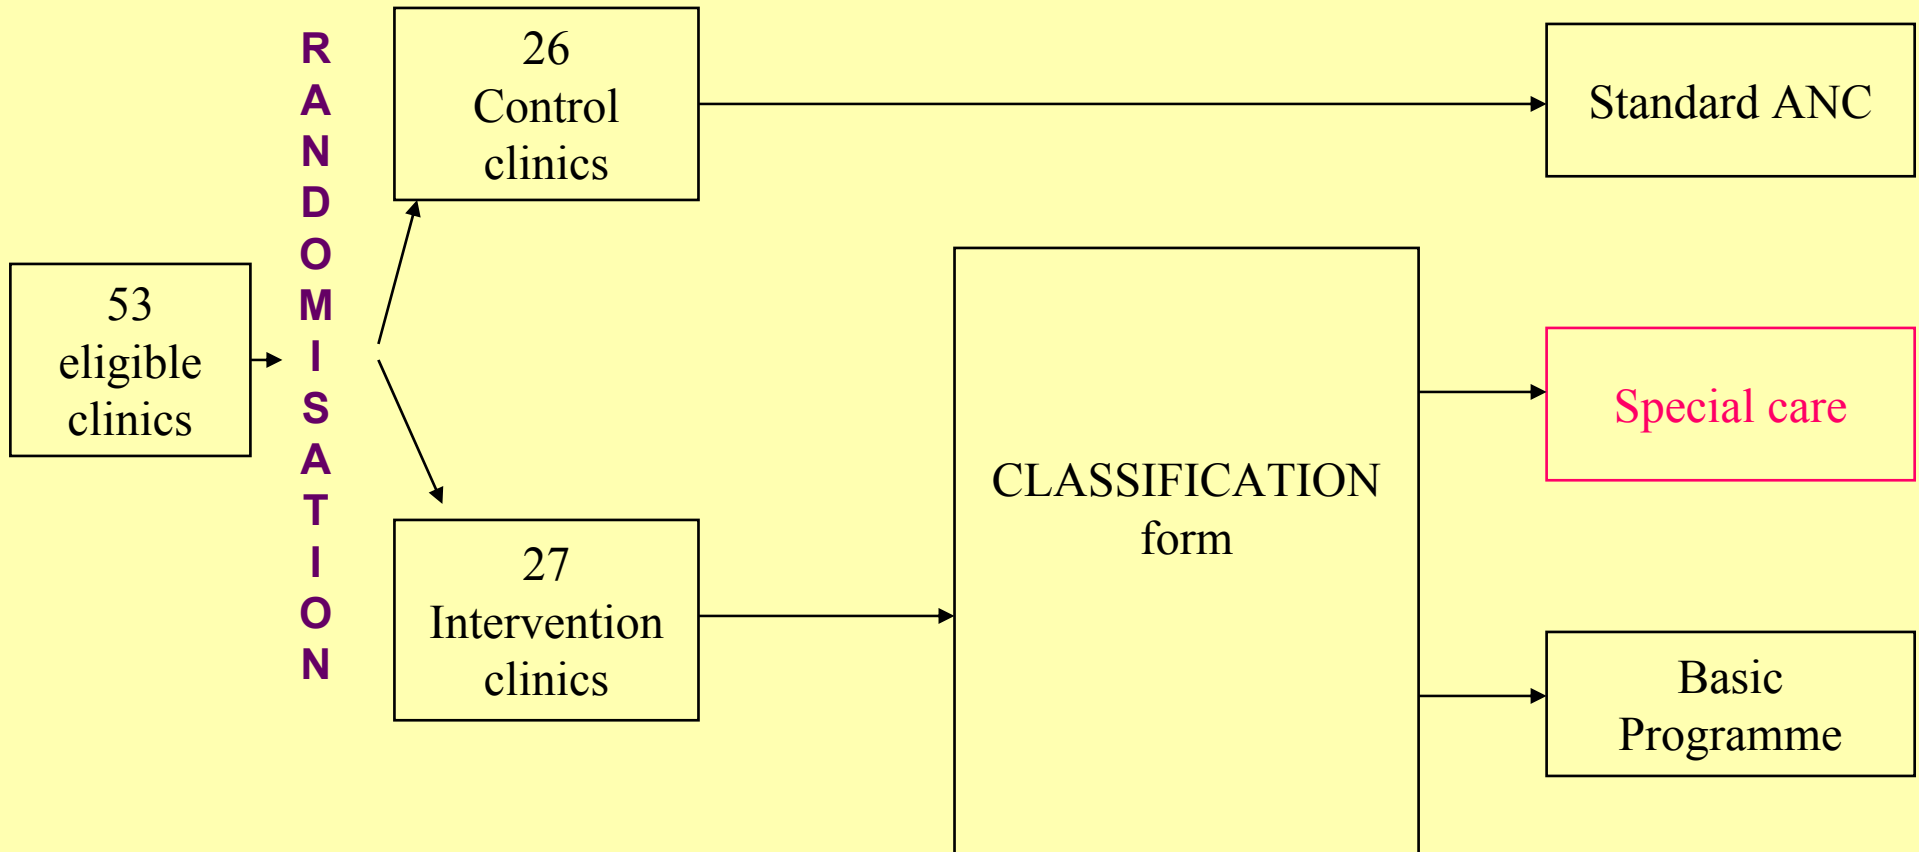 53
eligible
clinics
RANDOMISATION
26
Control
clinics
27
Intervention
clinics
CLASSIFICATION
form
Standard ANC
Special care
Basic
Programme